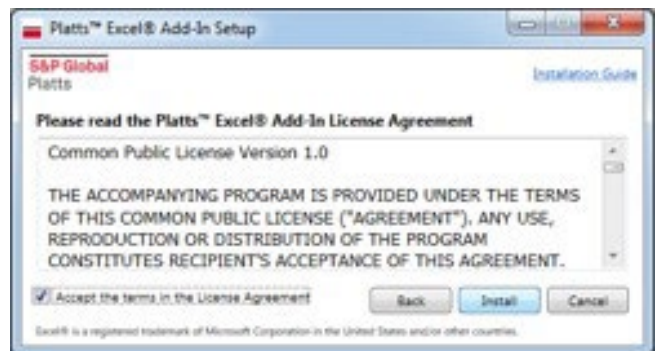 Platts™ Excel® Add-In Setup
S&P Global
Platts
Installation Guide
Please read the Platts™ Excel® Add-In License Agreement
Common Public License Version 1.0
THE ACCOMPANYING PROGRAM IS PROVIDED UNDER THE TERMS
OF THIS COMMON PUBLIC LICENSE ("AGREEMENT"). ANY USE,
REPRODUCTION OR DISTRIBUTION OF THE PROGRAM
CONSTITUTES RECIPIENT'S ACCEPTANCE OF THIS AGREEMENT.
Accept the terms in the License Agreement
Back
Install
Cancel
Excel® is a registered trademark of Microsoft Corporation in the United States and/or other countries.